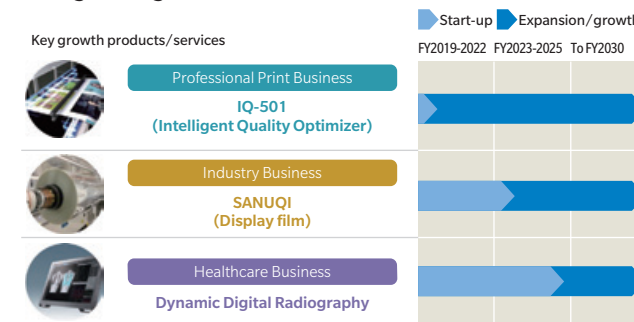 Start-up Expansion/growth
Key growth products/services
FY2019-2022 FY2023-2025 To FY2030
Professional Print Business
IQ-501
(Intelligent Quality Optimizer)
Industry Business
SANUQI
(Display film)
Healthcare Business
Dynamic Digital Radiography